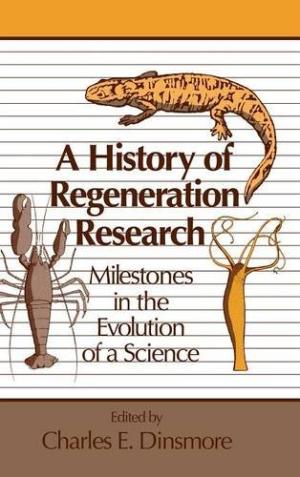 A History of
Regeneration
Research
Milestones
in the
Evolution
of a Science
Edited by
Charles E. Dinsmore